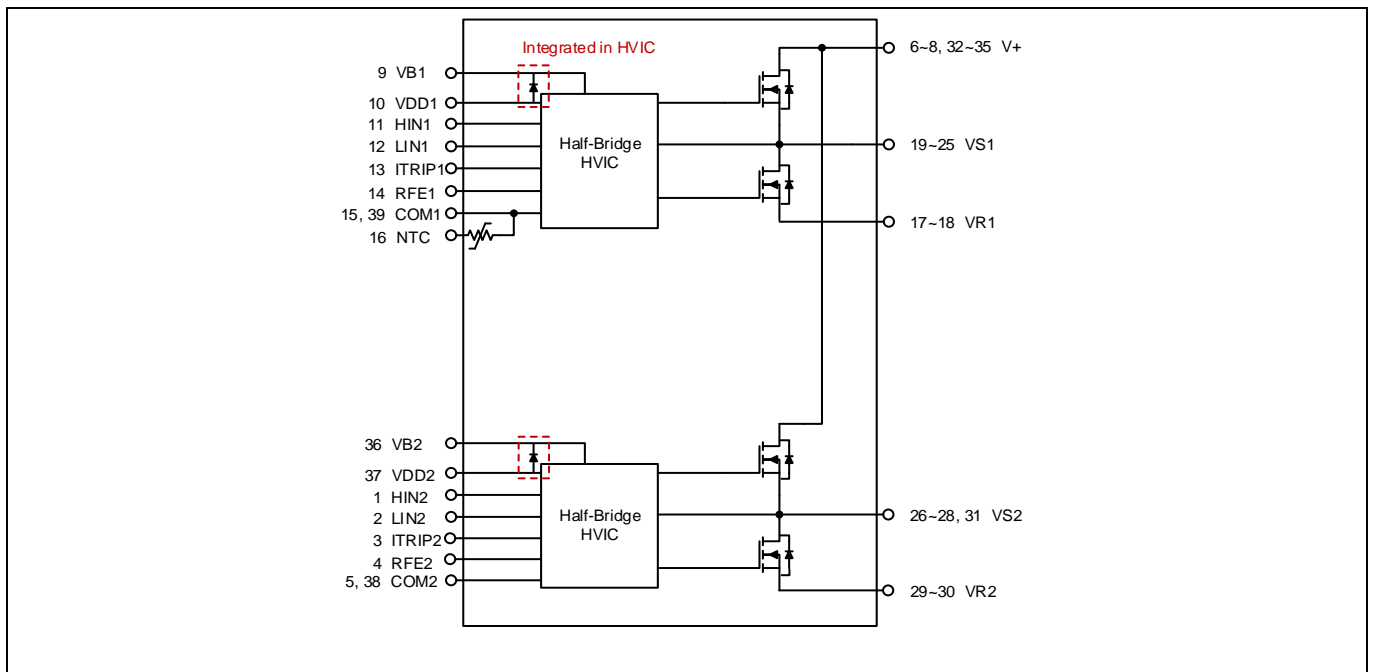 Integrated in HVIC
6~8, 32~35 V+
9 VB1
10 VDD1
11 HIN1
12 LIN1
13 ITRIP1
14 RFE1
15, 39 COM1
16 NTC
Half-Bridge
HVIC
19~25 VS1
17~18 VR1
36 VB2
37 VDD2
1 HIN2
2 LIN2
3 ITRIP2
4 RFE2
5, 38 COM2
Half-Bridge
HVIC
26~28, 31 VS2
29~30 VR2